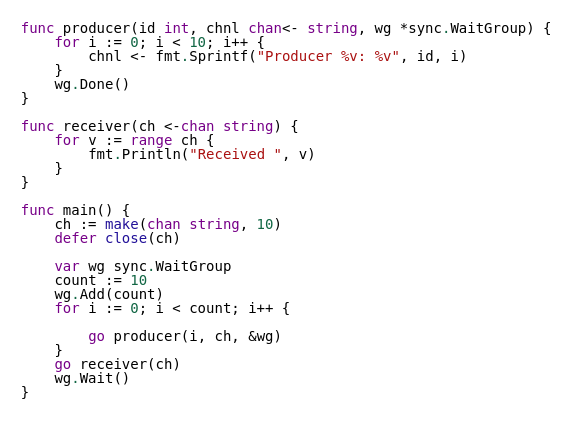 func producer(id int, chnl chan<- string, wg *sync.WaitGroup) {
    for i := 0; i < 10; i++ {
        chnl <- fmt.Sprintf("Producer %v: %v", id, i)
    }
    wg.Done()
}

func receiver(ch <-chan string) {
    for v := range ch {
        fmt.Println("Received ", v)
    }
}

func main() {
    ch := make(chan string, 10)
    defer close(ch)

    var wg sync.WaitGroup
    count := 10
    wg.Add(count)
    for i := 0; i < count; i++ {

        go producer(i, ch, &wg)
    }
    go receiver(ch)
    wg.Wait()
}